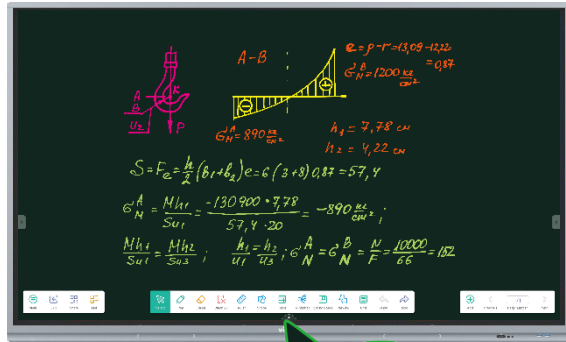 A-B
e = ρ-r = 13,09-12,22 = 0,87
σ_M^B = 1200 кг/см²
A
B
K
u₂
P
σ_M^A = 890 кг/см²
h₁ = 7,78 см
h₂ = 4,22 см
S = F_e = h/2 (b₁+b₂)e = 6(3+8)0,87 = 57,4
σ_N^A = Mh₁/Su₁ = -130900·7,78/57,4·20 = -890 кг/см²;
Mh₁/Su₁ = Mh₂/Su₃; h₁/u₁ = h₂/u₃; σ_N^A = σ_N^B = N/F = 10000/66 = 152